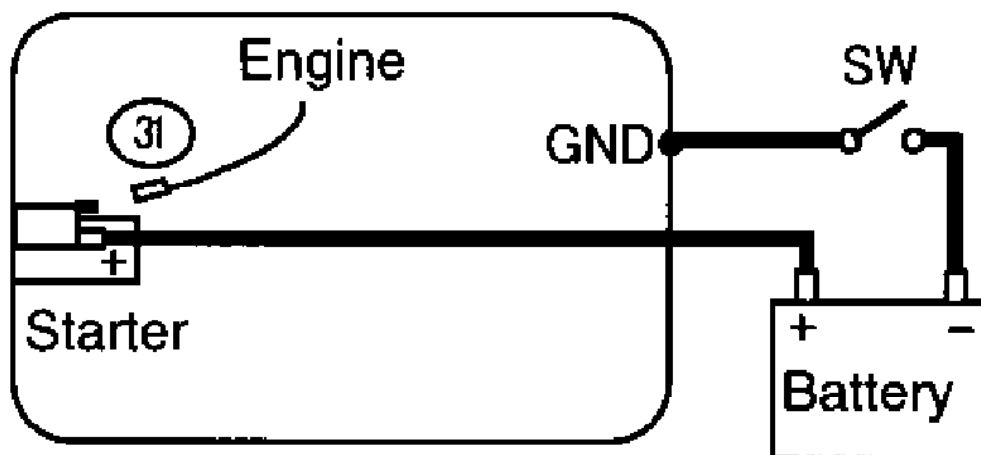 Engine
SW
31
GND
+
Starter
+ −
Battery